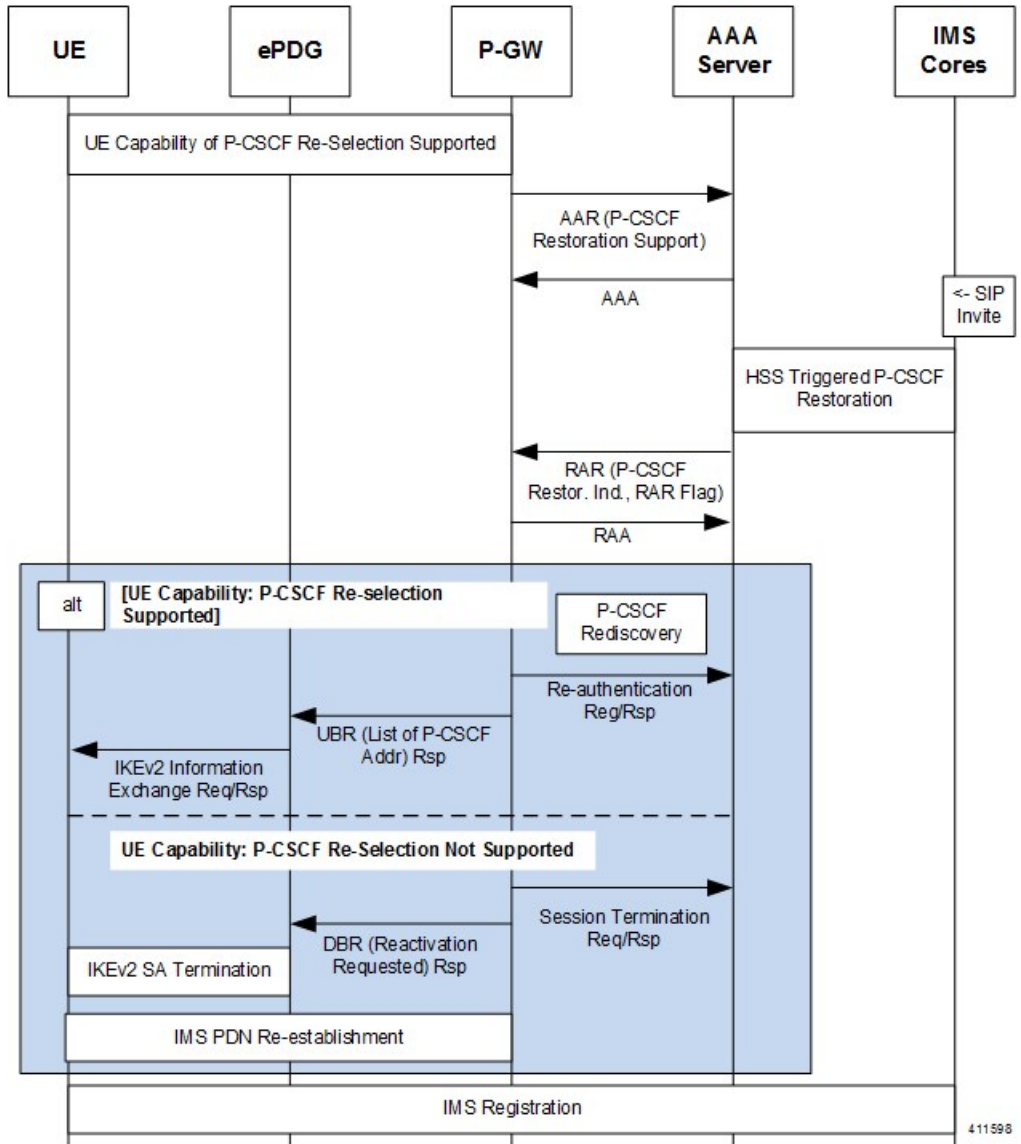 UE
ePDG
P-GW
AAA
Server
IMS
Cores
UE Capability of P-CSCF Re-Selection Supported
AAR (P-CSCF
Restoration Support)
AAA
<- SIP
Invite
HSS Triggered P-CSCF
Restoration
RAR (P-CSCF
Restor. Ind., RAR Flag)
RAA
alt
[UE Capability: P-CSCF Re-selection
Supported]
P-CSCF
Rediscovery
Re-authentication
Reg/Rsp
UBR (List of P-CSCF
Addr) Rsp
IKEv2 Information
Exchange Req/Rsp
UE Capability: P-CSCF Re-Selection Not Supported
Session Termination
Req/Rsp
DBR (Reactivation
Requested) Rsp
IKEv2 SA Termination
IMS PDN Re-establishment
IMS Registration
411598